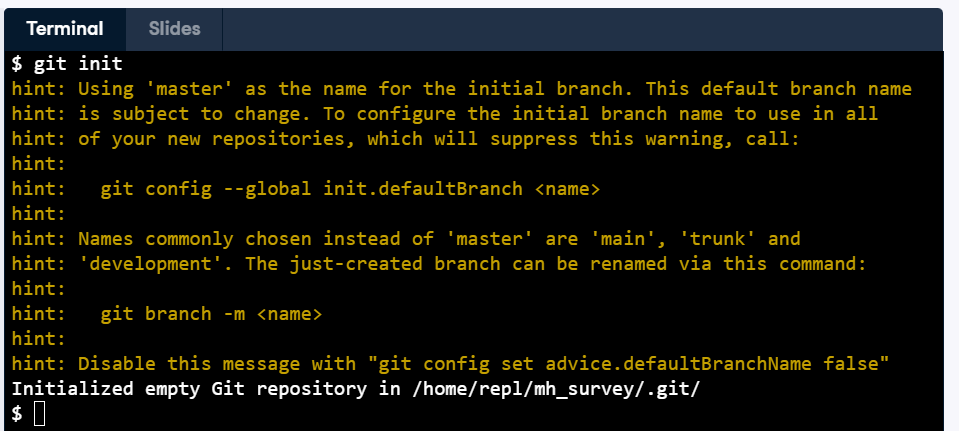 Terminal
Slides
$ git init
hint: Using 'master' as the name for the initial branch. This default branch name
hint: is subject to change. To configure the initial branch name to use in all
hint: of your new repositories, which will suppress this warning, call:
hint:
hint:   git config --global init.defaultBranch <name>
hint:
hint: Names commonly chosen instead of 'master' are 'main', 'trunk' and
hint: 'development'. The just-created branch can be renamed via this command:
hint:
hint:   git branch -m <name>
hint:
hint: Disable this message with "git config set advice.defaultBranchName false"
Initialized empty Git repository in /home/repl/mh_survey/.git/
$